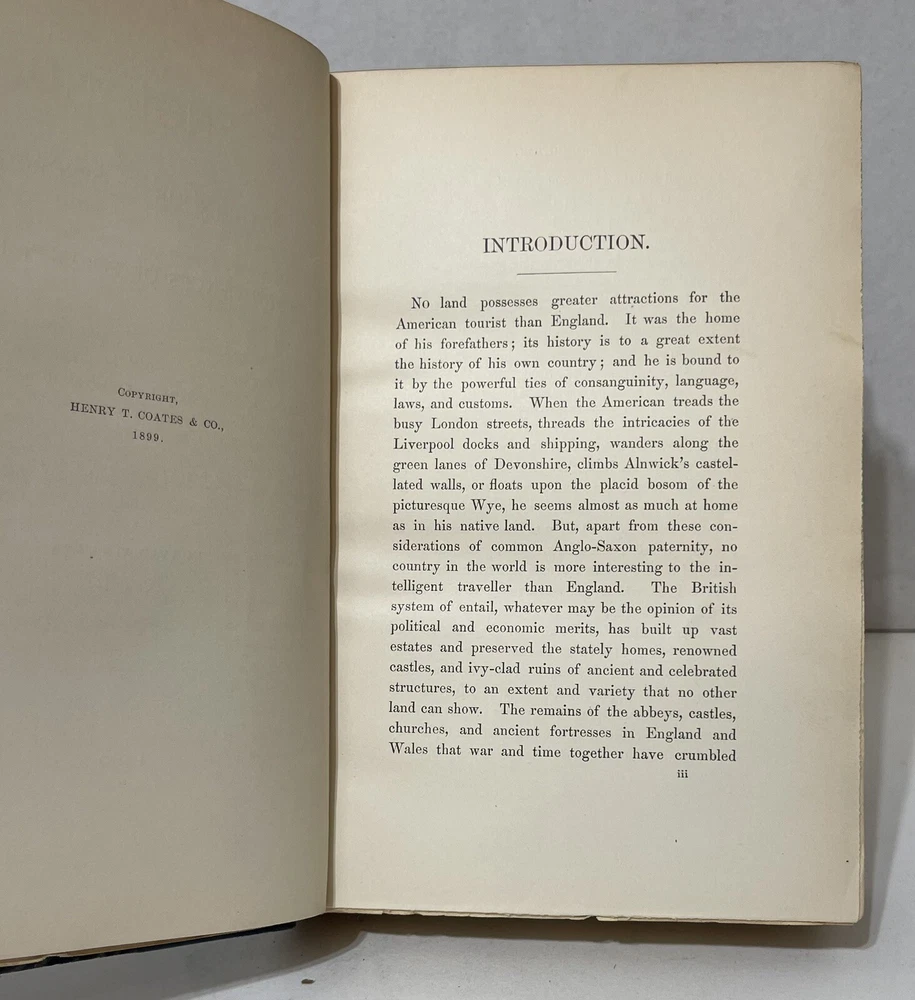 COPYRIGHT,
HENRY T. COATES & CO.,
1899.
INTRODUCTION.
No land possesses greater attractions for the
American tourist than England. It was the home
of his forefathers; its history is to a great extent
the history of his own country; and he is bound to
it by the powerful ties of consanguinity, language,
laws, and customs. When the American treads the
busy London streets, threads the intricacies of the
Liverpool docks and shipping, wanders along the
green lanes of Devonshire, climbs Alnwick's castel-
lated walls, or floats upon the placid bosom of the
picturesque Wye, he seems almost as much at home
as in his native land. But, apart from these con-
siderations of common Anglo-Saxon paternity, no
country in the world is more interesting to the in-
telligent traveller than England. The British
system of entail, whatever may be the opinion of its
political and economic merits, has built up vast
estates and preserved the stately homes, renowned
castles, and ivy-clad ruins of ancient and celebrated
structures, to an extent and variety that no other
land can show. The remains of the abbeys, castles,
churches, and ancient fortresses in England and
Wales that war and time together have crumbled
iii